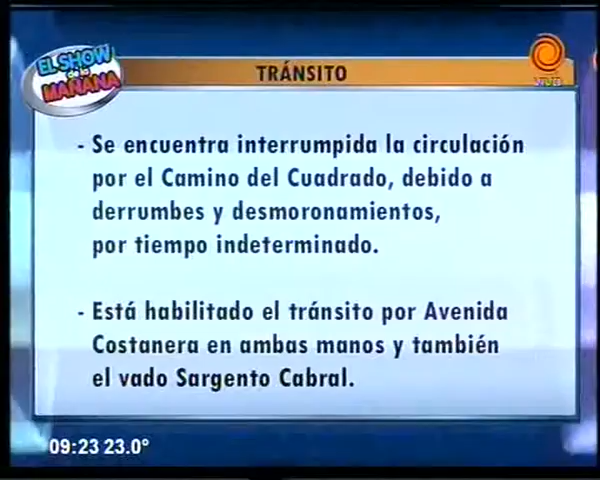 EL SHOW
de la
MAÑANA
TRÁNSITO
VIVO
- Se encuentra interrumpida la circulación
por el Camino del Cuadrado, debido a
derrumbes y desmoronamientos,
por tiempo indeterminado.
- Está habilitado el tránsito por Avenida
Costanera en ambas manos y también
el vado Sargento Cabral.
09:23 23.0°